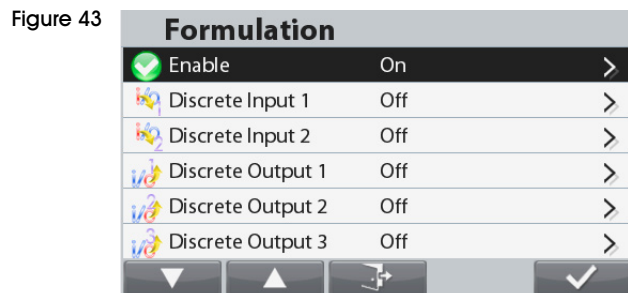 Figure 43
Formulation
Enable On
Discrete Input 1 Off
Discrete Input 2 Off
Discrete Output 1 Off
Discrete Output 2 Off
Discrete Output 3 Off